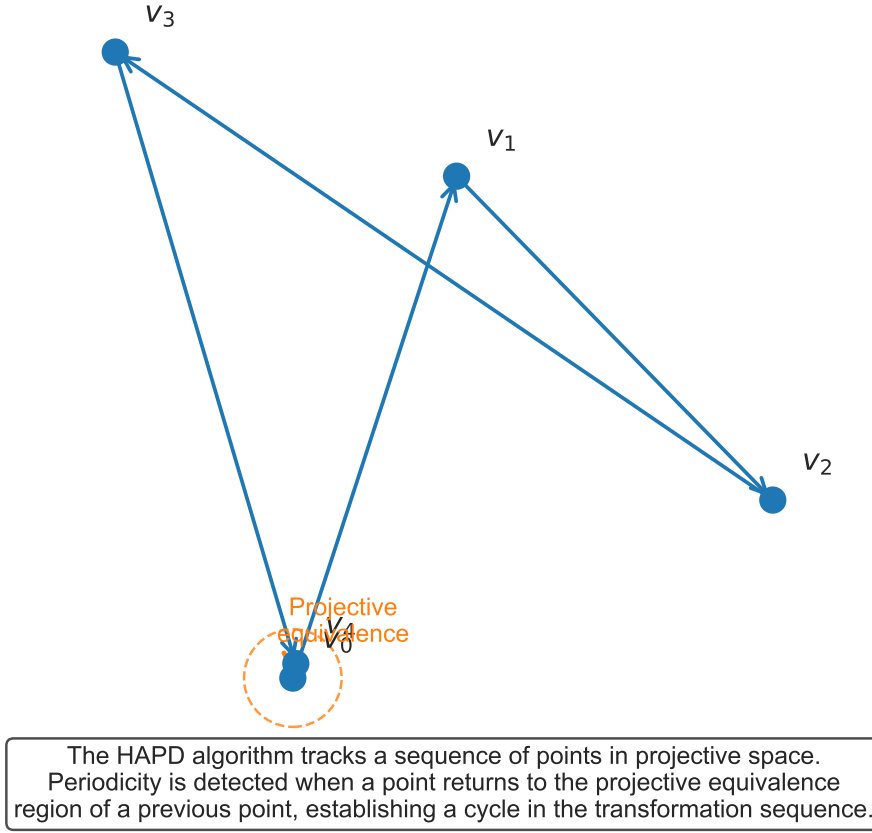 v3
v1
v2
Projective
equivalence
v4
v0
The HAPD algorithm tracks a sequence of points in projective space.
Periodicity is detected when a point returns to the projective equivalence
region of a previous point, establishing a cycle in the transformation sequence.